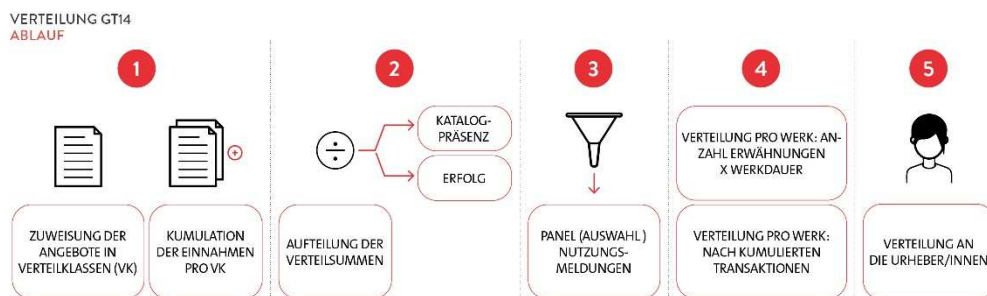 VERTEILUNG GT14
ABLAUF
1
ZUWEISUNG DER
ANGEBOTE IN
VERTEILKLASSEN (VK)
KUMULATION
DER EINNAHMEN
PRO VK
2
KATALOG-
PRÄSENZ
ERFOLG
AUFTEILUNG DER
VERTEILSUMMEN
3
PANEL (AUSWAHL )
NUTZUNGS-
MELDUNGEN
4
VERTEILUNG PRO WERK: AN-
ZAHL ERWÄHNUNGEN
X WERKDAUER
VERTEILUNG PRO WERK:
NACH KUMULIERTEN
TRANSAKTIONEN
5
VERTEILUNG AN
DIE URHEBER/INNEN